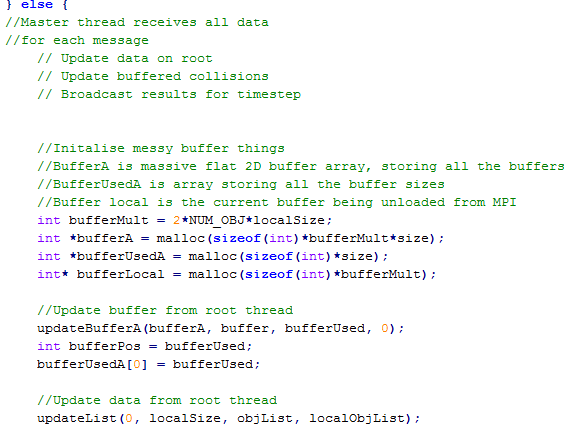 } else {
//Master thread receives all data
//for each message
// Update data on root
// Update buffered collisions
// Broadcast results for timestep
//Initalise messy buffer things
//BufferA is massive flat 2D buffer array, storing all the buffers
//BufferUsedA is array storing all the buffer sizes
//Buffer local is the current buffer being unloaded from MPI
int bufferMult = 2*NUM_OBJ*localSize;
int *bufferA = malloc(sizeof(int)*bufferMult*size);
int *bufferUsedA = malloc(sizeof(int)*size);
int* bufferLocal = malloc(sizeof(int)*bufferMult);
//Update buffer from root thread
updateBufferA(bufferA, buffer, bufferUsed, 0);
int bufferPos = bufferUsed;
bufferUsedA[0] = bufferUsed;
//Update data from root thread
updateList(0, localSize, objList, localObjList);